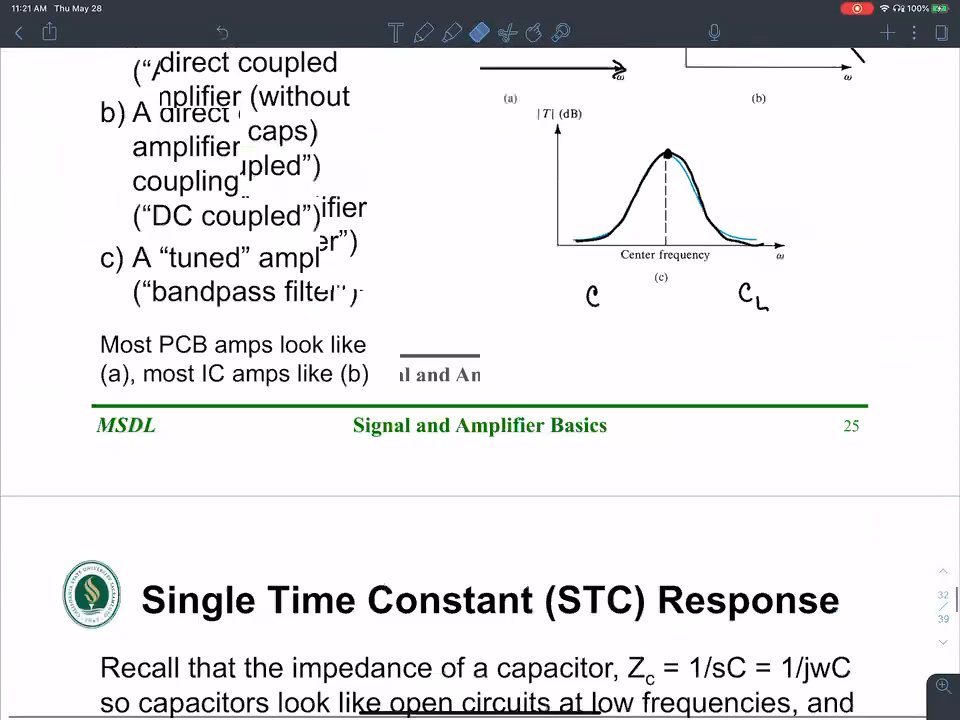 11:21 AM Thu May 28
100%
direct coupled
("A
mplifier (without
b) A direct
caps)
amplifier
upled")
coupling
ifier
("DC coupled")
er")
c) A "tuned" ampl
("bandpass filter")
Most PCB amps look like
(a), most IC amps like (b)
al and An
ω
(a)
ω
(b)
|T| (dB)
Center frequency
ω
(c)
C
CL
MSDL
Signal and Amplifier Basics
25
Single Time Constant (STC) Response
Recall that the impedance of a capacitor, Zc = 1/sC = 1/jwC
so capacitors look like open circuits at low frequencies, and
32
39